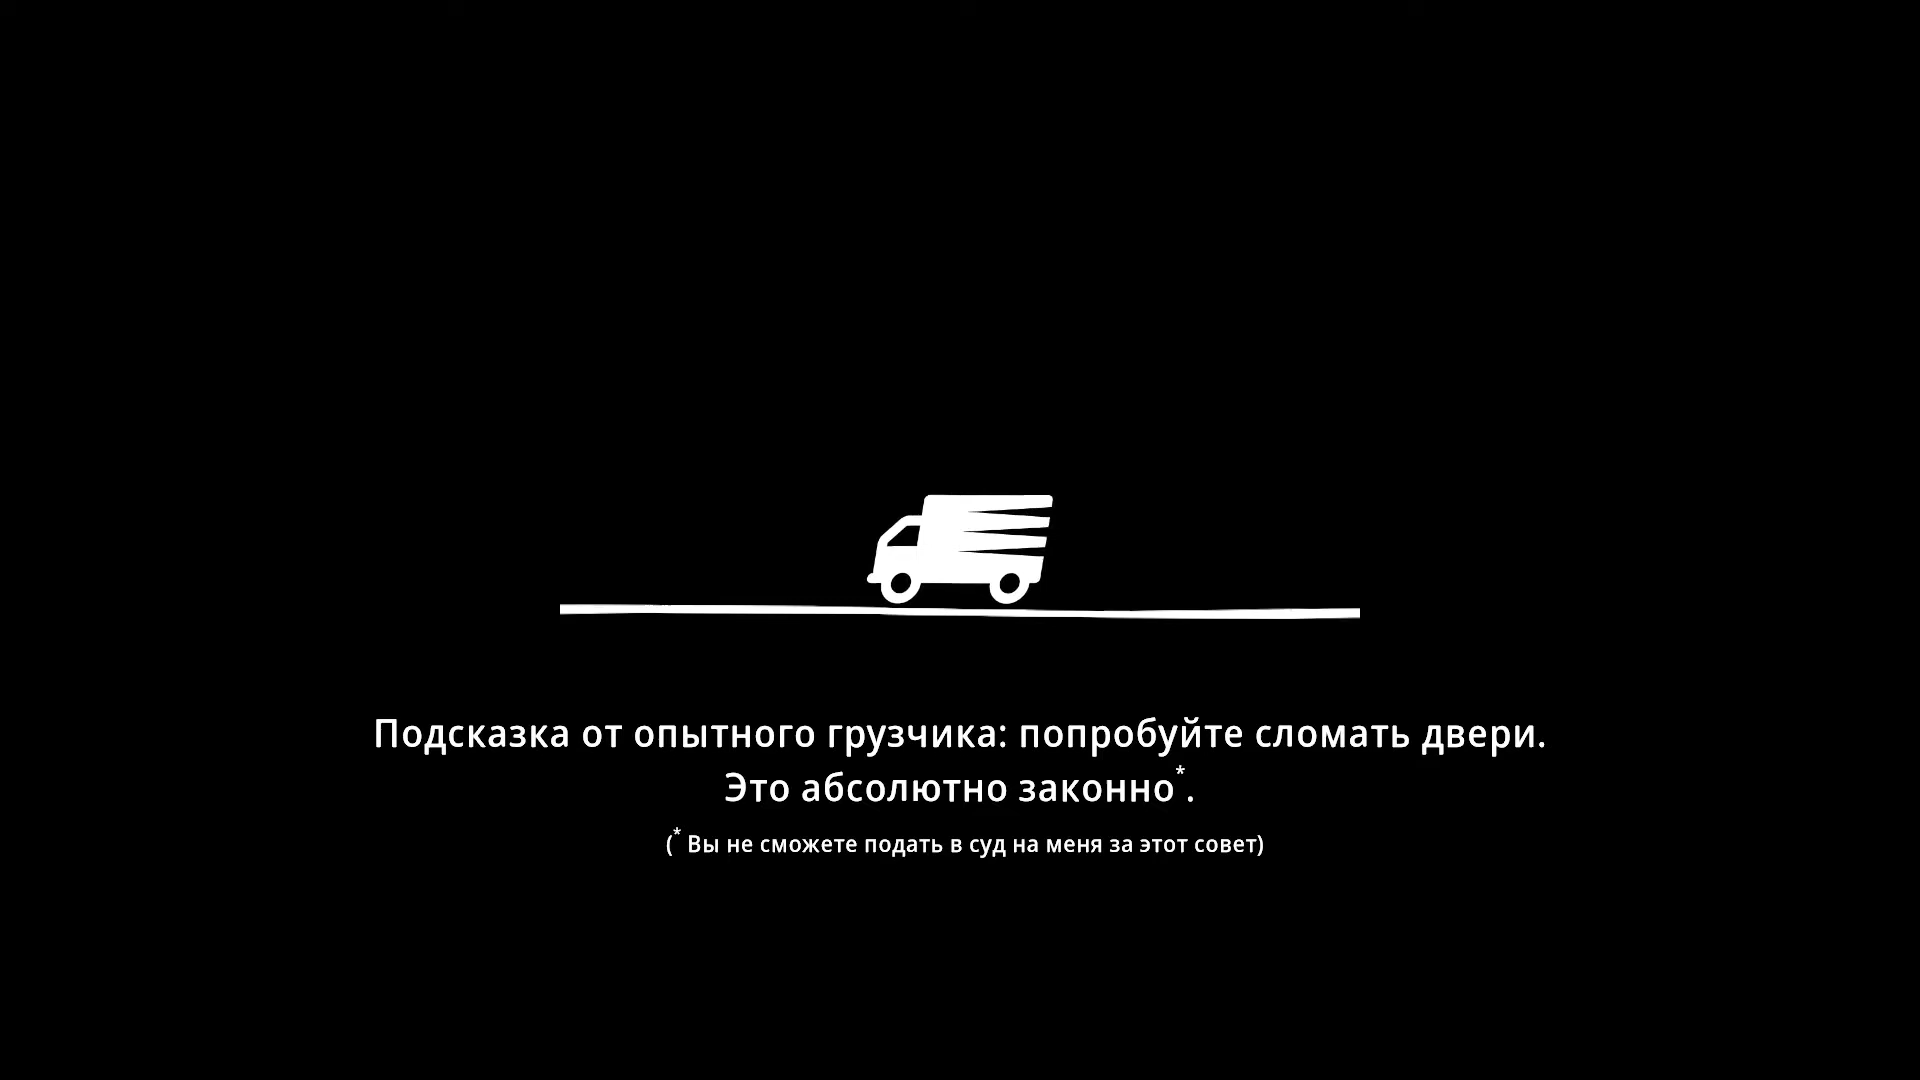 Подсказка от опытного грузчика: попробуйте сломать двери.
Это абсолютно законно*.
(* Вы не сможете подать в суд на меня за этот совет)